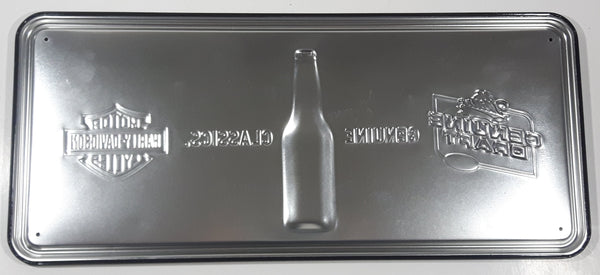 GENUINE
DRAFT
GENUINE
CLASSICS.
MOTOR
HARLEY-DAVIDSON
CYCLES